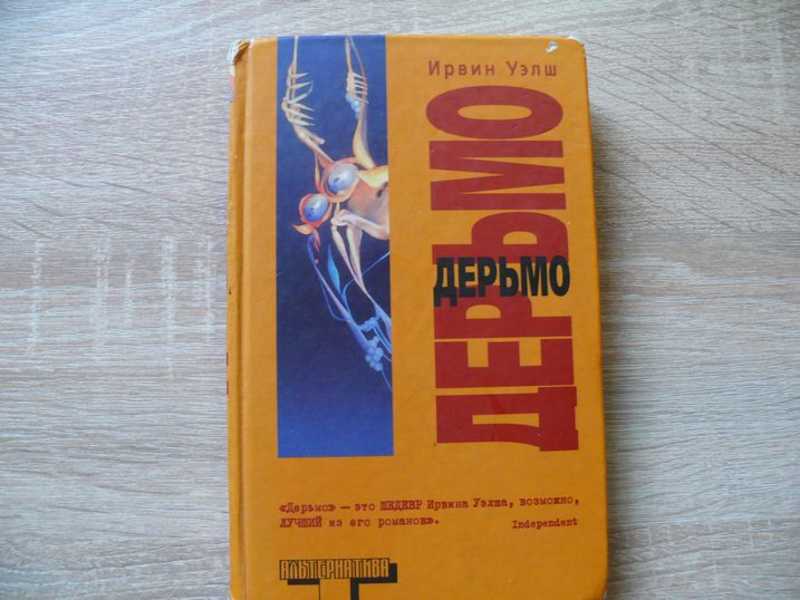 Ирвин Уэлш
ДЕРЬМО
ДЕРЬМО
«Дерьмо» — это ШЕДЕВР Ирвина Уэлша, возможно,
ЛУЧШИЙ из его романов».
Independent
АЛЬТЕРНАТИВА